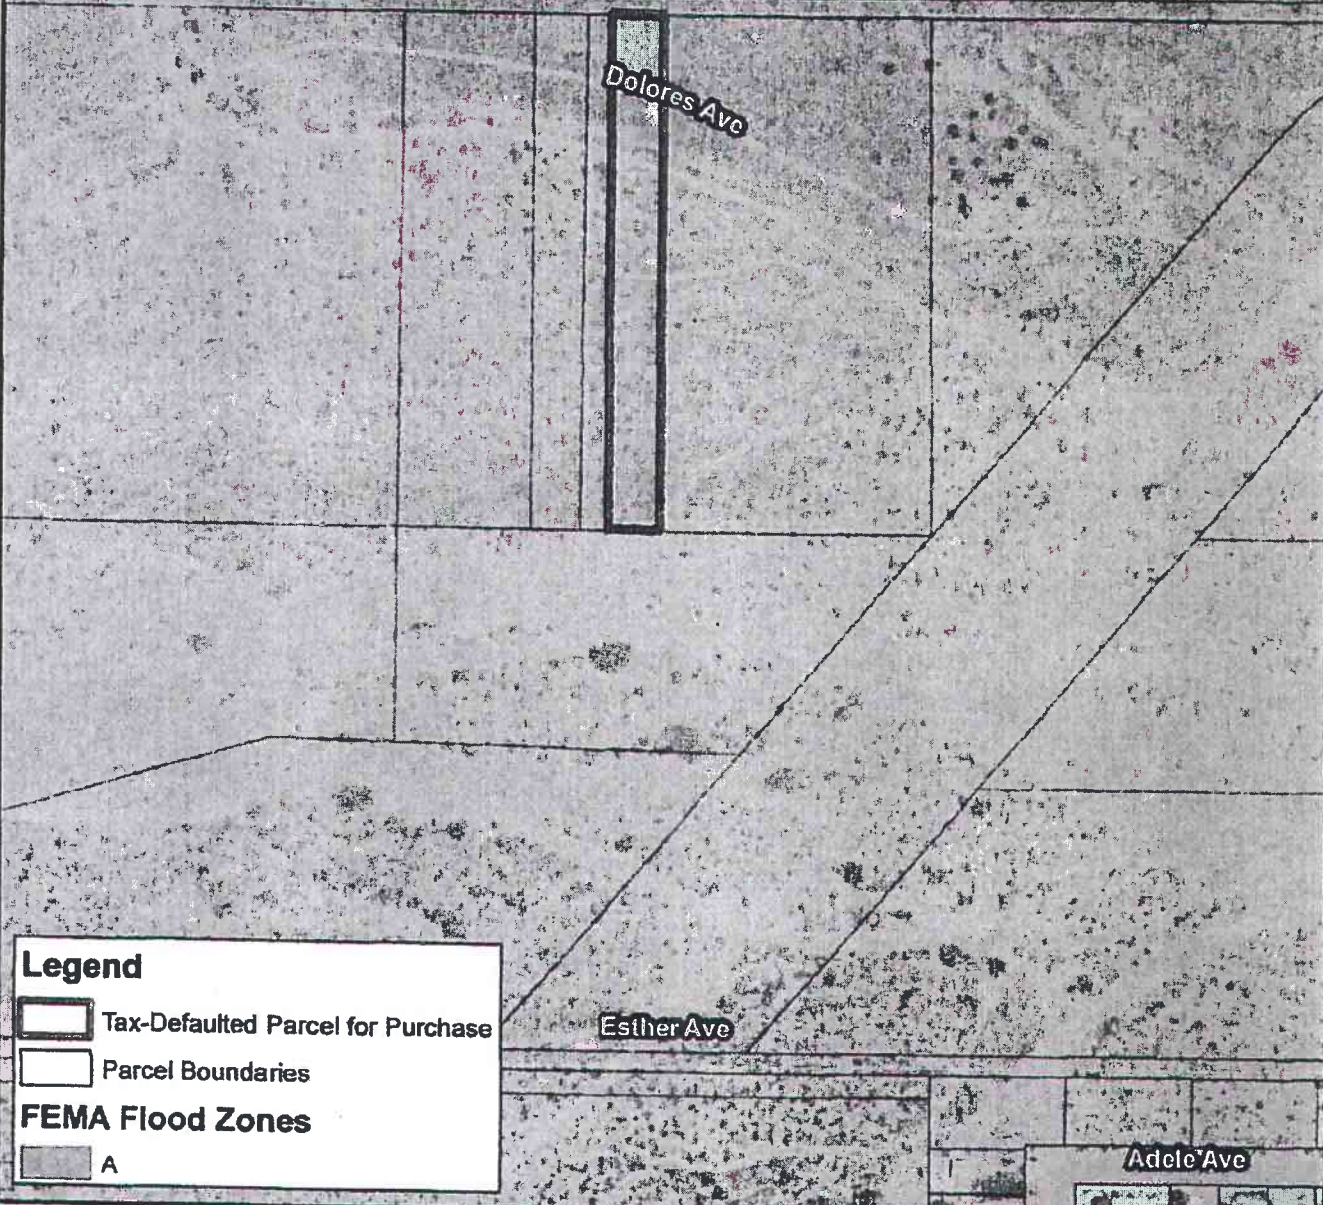 Dolores Ave
Legend
Tax-Defaulted Parcel for Purchase
Parcel Boundaries
FEMA Flood Zones
A
Esther Ave
Adele Ave